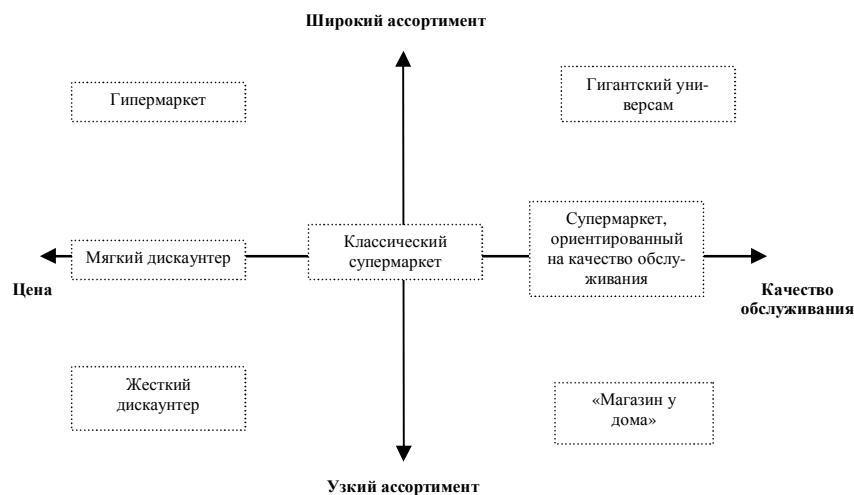 Широкий ассортимент
Гипермаркет
Гигантский уни-
версам
Мягкий дискаунтер
Классический
супермаркет
Супермаркет,
ориентированный
на качество обслу-
живания
Цена
Качество
обслуживания
Жесткий
дискаунтер
«Магазин у
дома»
Узкий ассортимент